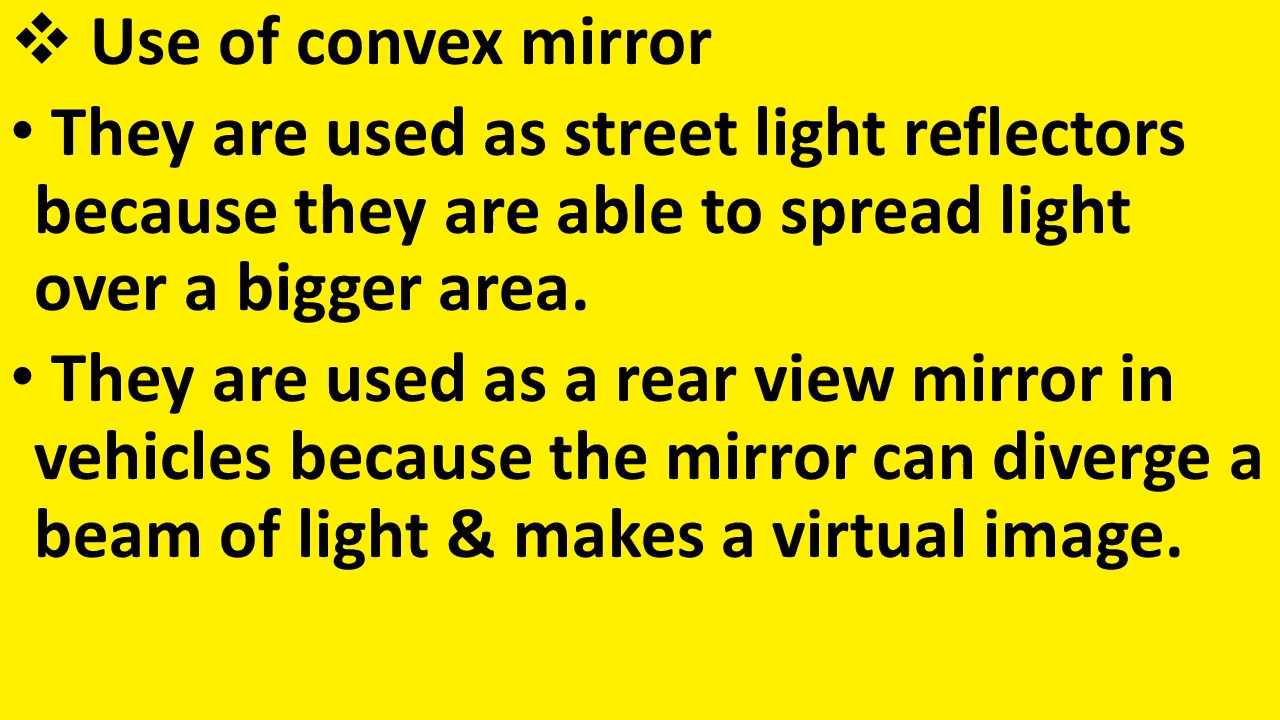 ❖ Use of convex mirror
• They are used as street light reflectors
because they are able to spread light
over a bigger area.
• They are used as a rear view mirror in
vehicles because the mirror can diverge a
beam of light & makes a virtual image.